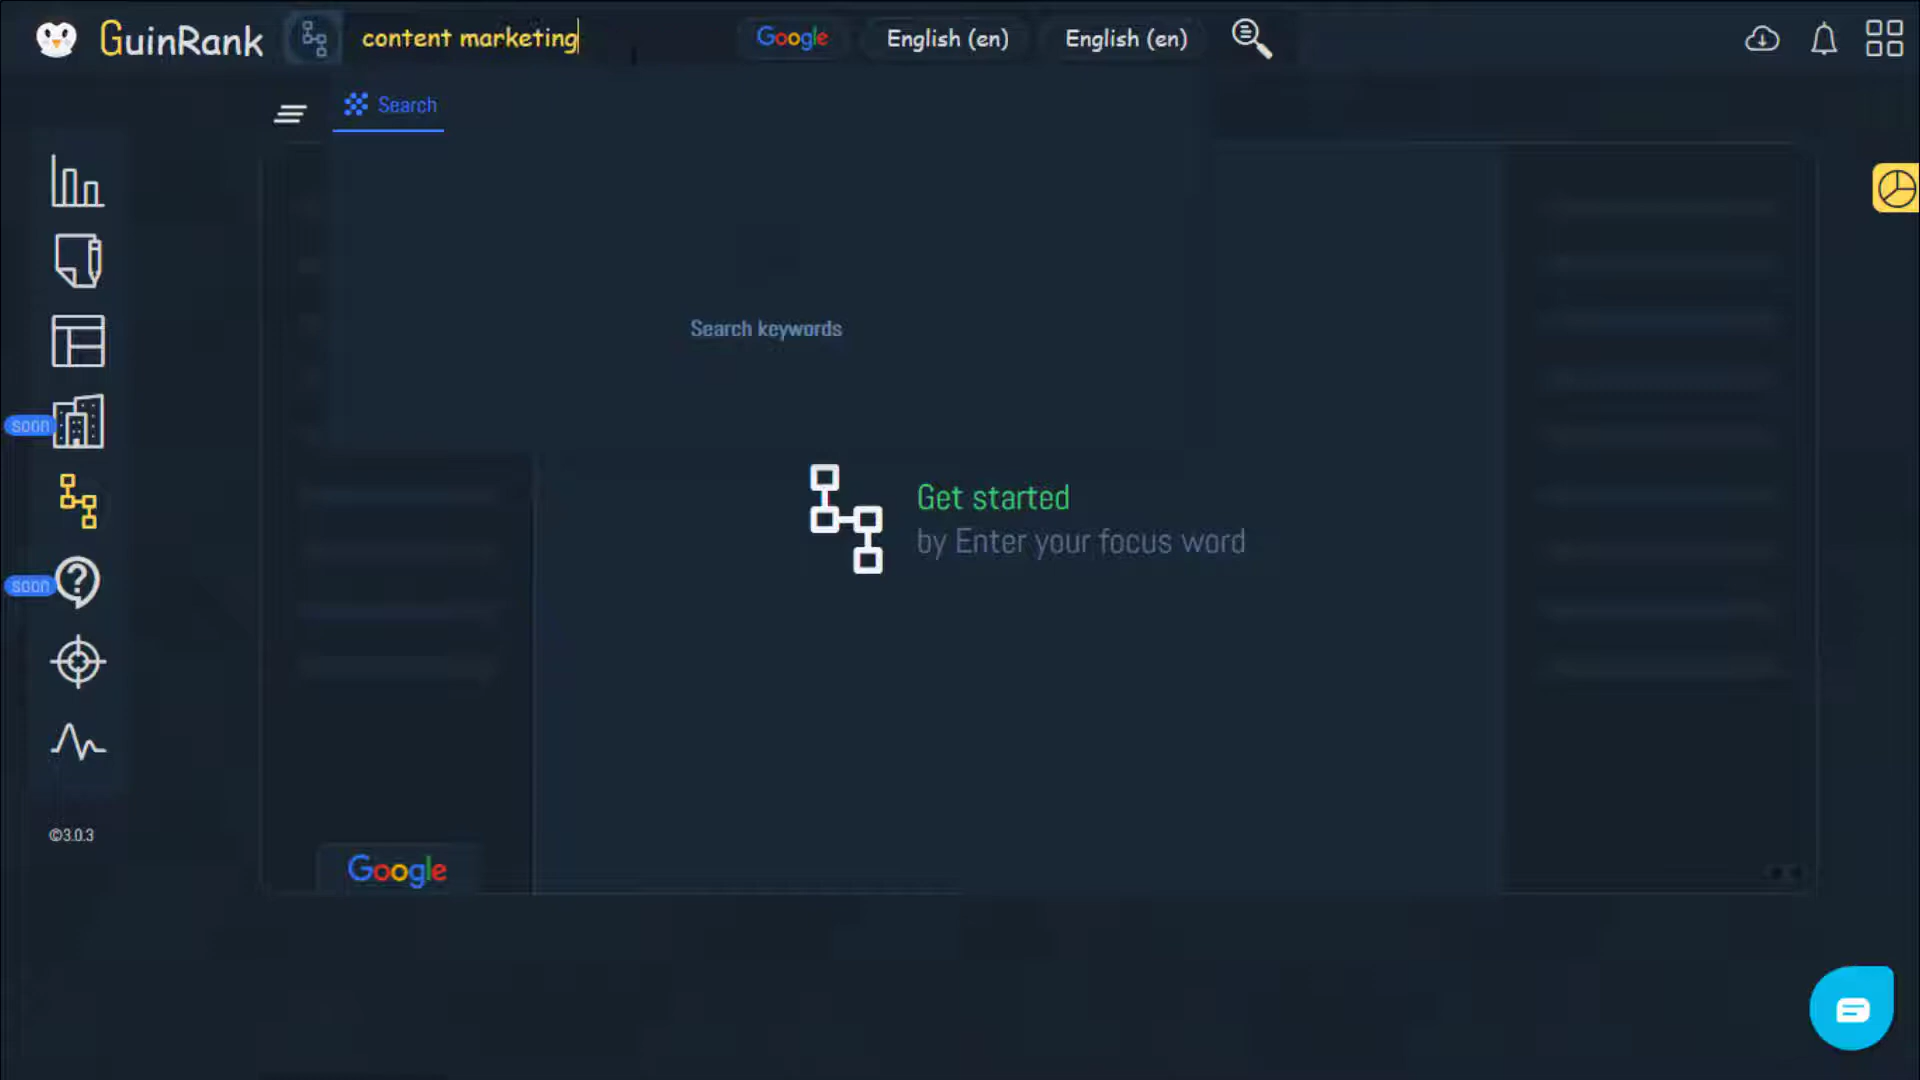 GuinRank
content marketing
Google
English (en)
English (en)
Search
Search keywords
soon
Get started
by Enter your focus word
soon
©3.0.3
Google